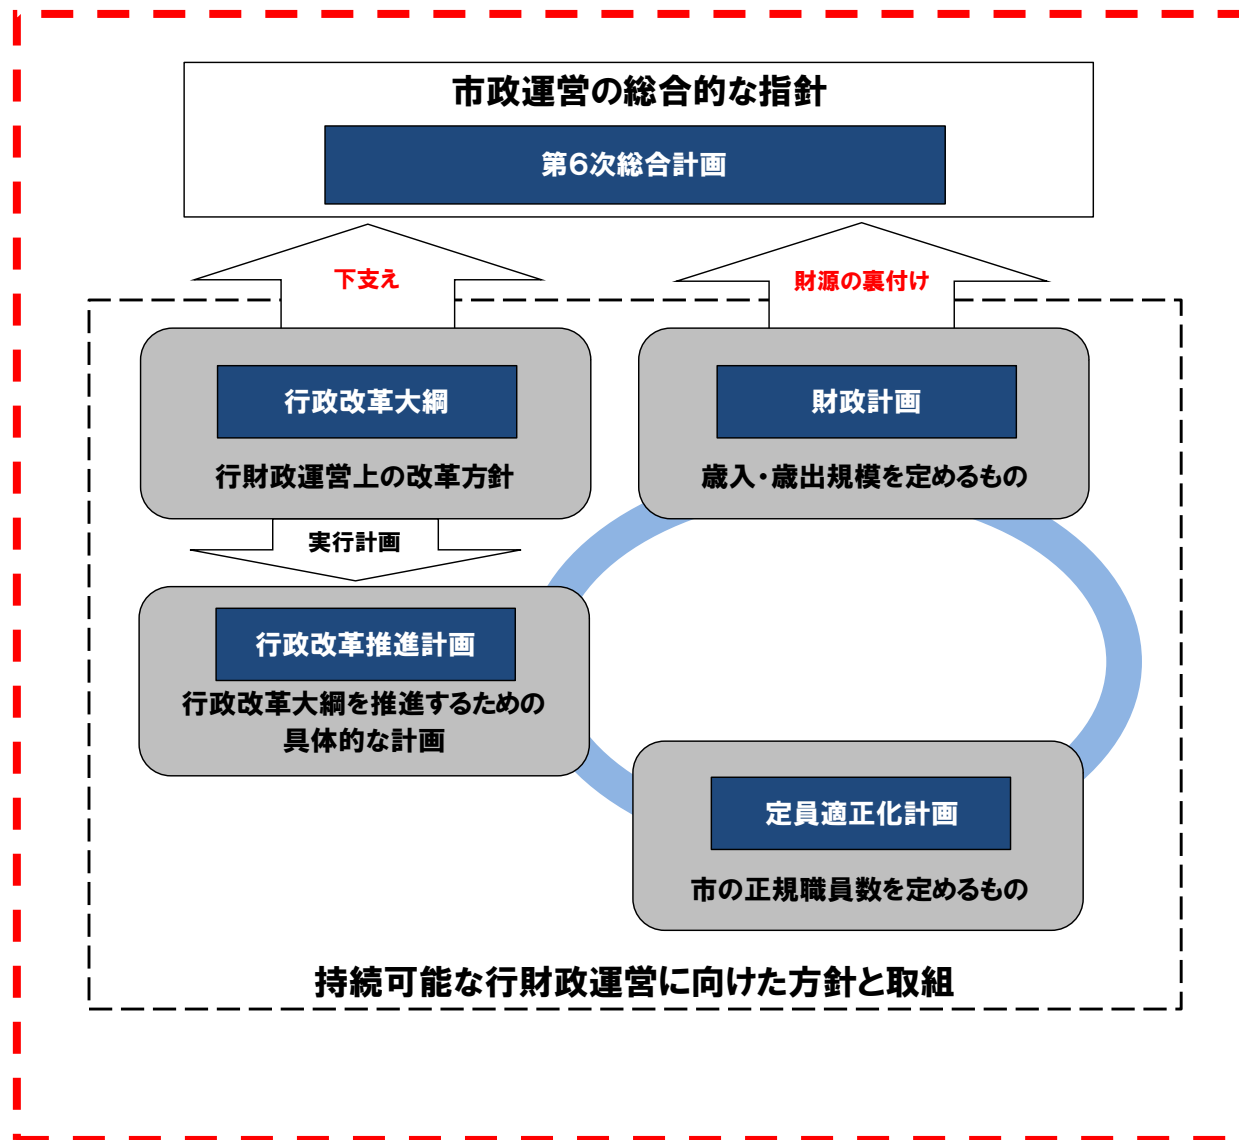 市政運営の総合的な指針
第6次総合計画
下支え
財源の裏付け
行政改革大綱
行財政運営上の改革方針
財政計画
歳入・歳出規模を定めるもの
実行計画
行政改革推進計画
行政改革大綱を推進するための
具体的な計画
定員適正化計画
市の正規職員数を定めるもの
持続可能な行財政運営に向けた方針と取組